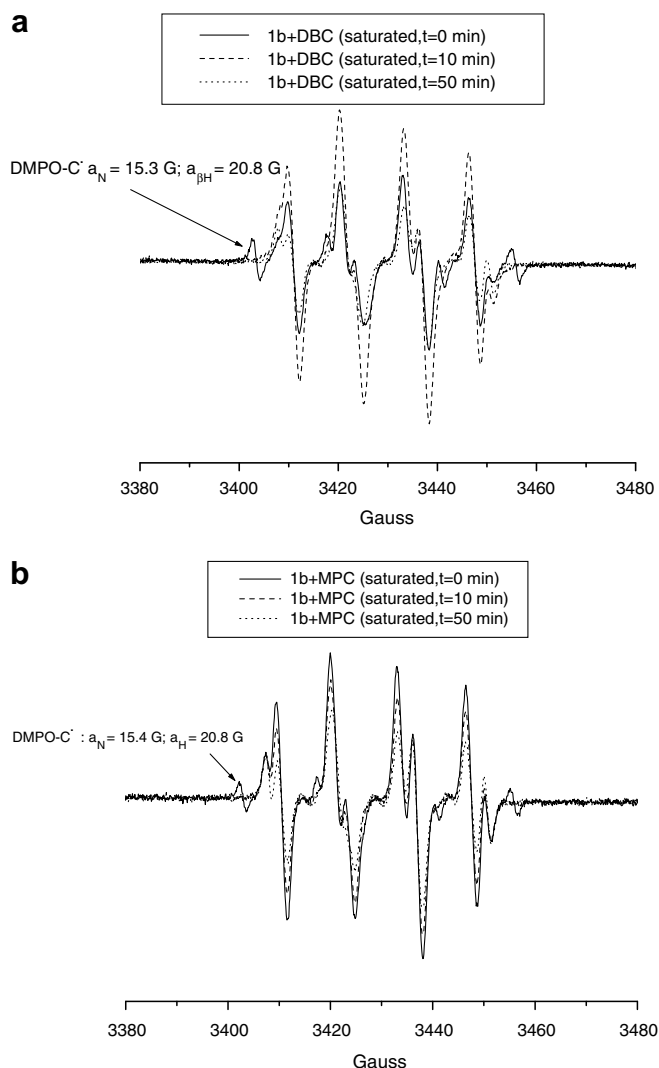 a
1b+DBC (saturated,t=0 min)
1b+DBC (saturated,t=10 min)
1b+DBC (saturated,t=50 min)
DMPO-C˙ aN = 15.3 G; aβH = 20.8 G
3380 3400 3420 3440 3460 3480
Gauss
b
1b+MPC (saturated,t=0 min)
1b+MPC (saturated,t=10 min)
1b+MPC (saturated,t=50 min)
DMPO-C˙ : aN = 15.4 G; aH = 20.8 G
3380 3400 3420 3440 3460 3480
Gauss